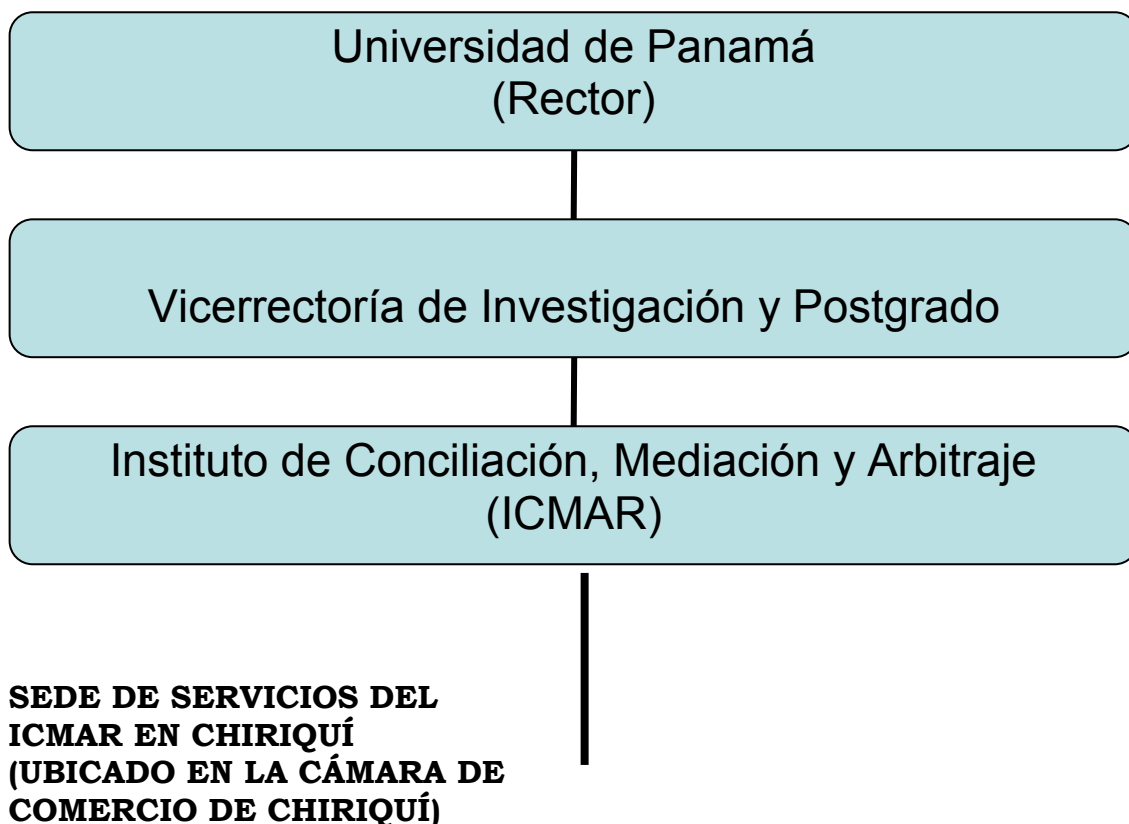 Universidad de Panamá
(Rector)
Vicerrectoría de Investigación y Postgrado
Instituto de Conciliación, Mediación y Arbitraje
(ICMAR)
SEDE DE SERVICIOS DEL
ICMAR EN CHIRIQUÍ
(UBICADO EN LA CÁMARA DE
COMERCIO DE CHIRIQUÍ)